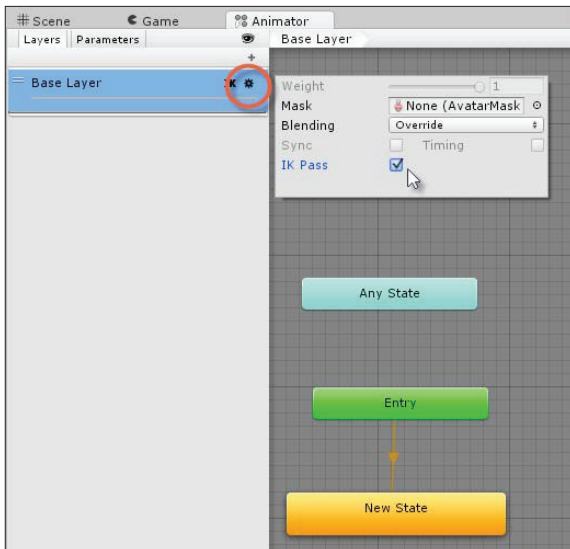 Scene Game Animator
Layers Parameters Base Layer
Base Layer IK
Weight 1
Mask None (AvatarMask
Blending Override
Sync Timing
IK Pass
Any State
Entry
New State